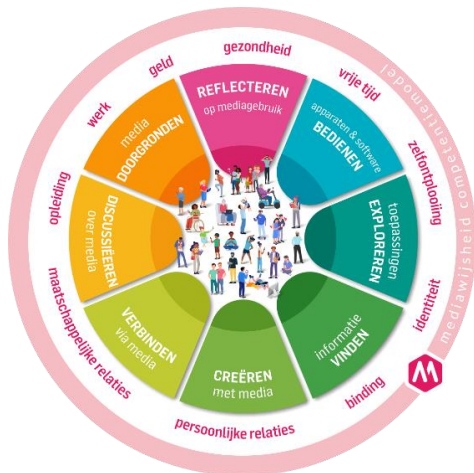 REFLECTEREN
op mediagebruik
apparaten & software
BEDIENEN
toepassingen
EXPLOREREN
informatie
VINDEN
CREËREN
met media
VERBINDEN
via media
DISCUSSIËREN
over media
media
DOORGRONDEN
gezondheid
vrije tijd
zelfontplooiing
identiteit
binding
persoonlijke relaties
maatschappelijke relaties
opleiding
werk
geld
mediawijsheid competentiemodel